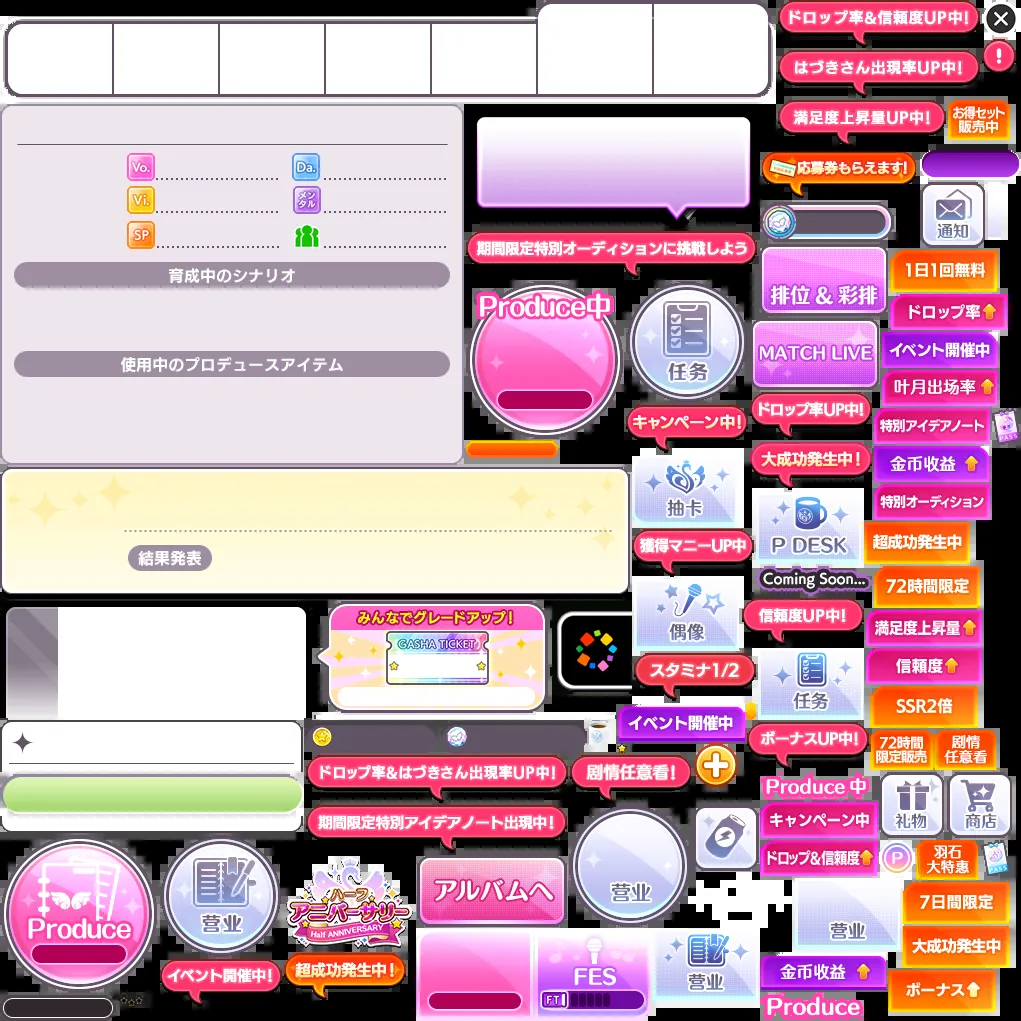 ドロップ率&信頼度UP中!
はづきさん出現率UP中!
!
満足度上昇量UP中!
お得セット
販売中
応募券もらえます!
通知
Vo.
Da.
Vi.
メン
タル
SP
育成中のシナリオ
使用中のプロデュースアイテム
期間限定特別オーディションに挑戦しよう
Produce中
任务
キャンペーン中!
排位 & 彩排
1日1回無料
ドロップ率
MATCH LIVE
イベント開催中
叶月出场率
ドロップ率UP中!
特別アイデアノート
PASS
大成功発生中!
金币收益
特別オーディション
抽卡
P DESK
超成功発生中
獲得マニーUP中
Coming Soon...
72時間限定
結果発表
偶像
信頼度UP中!
満足度上昇量
みんなでグレードアップ!
GASHA TICKET
スタミナ1/2
任务
信頼度
SSR2倍
イベント開催中
ボーナスUP中!
72時間
限定販売
剧情
任意看
ドロップ率&はづきさん出現率UP中!
剧情任意看!
Produce 中
礼物
商店
期間限定特別アイデアノート出現中!
キャンペーン中
ドロップ&信頼度
P
羽石
大特惠
Produce
营业
ハーフ
アニバーサリー
Half ANNIVERSARY
アルバムへ
营业
营业
7日間限定
大成功発生中
イベント開催中!
超成功発生中!
FES
FT
营业
金币收益
ボーナス
Produce